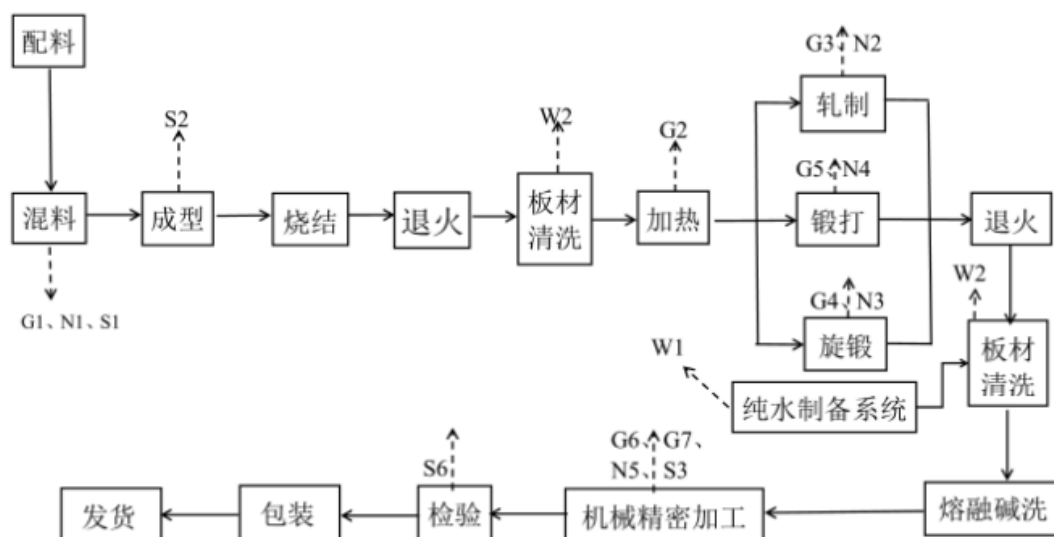 配料
G3、N2
轧制
S2
W2
G2
混料
成型
烧结
退火
板材
清洗
加热
G5、N4
锻打
退火
G1、N1、S1
G4、N3
旋锻
W2
板材
清洗
W1
纯水制备系统
G6、G7、
N5、S3
S6
发货
包装
检验
机械精密加工
熔融碱洗